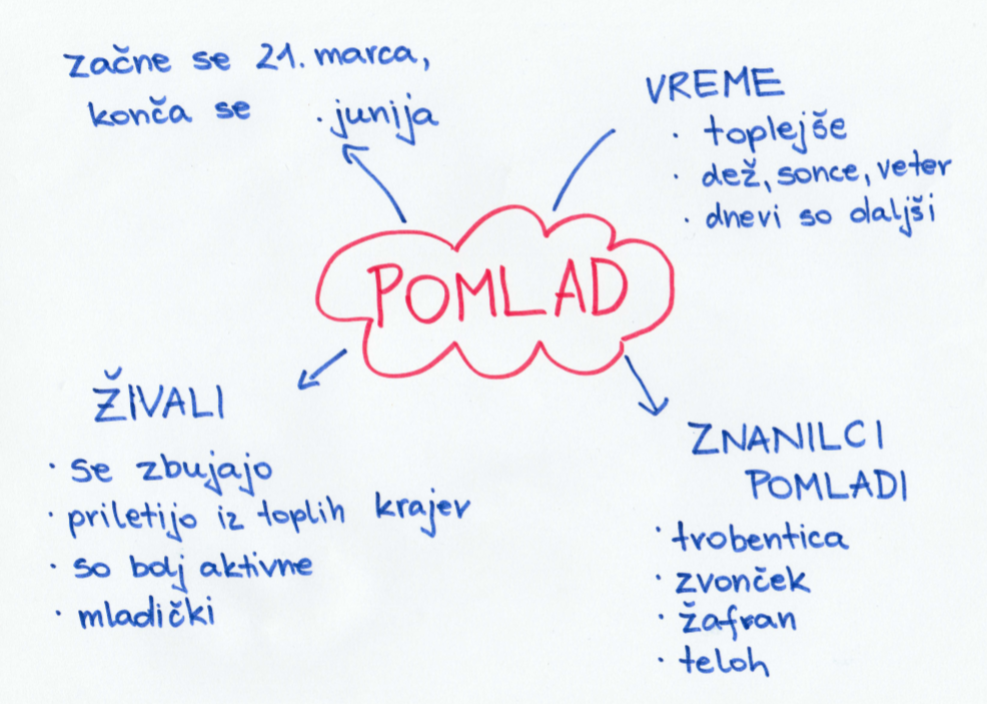 začne se 21. marca,
konča se . junija
VREME
· toplejše
· dež, sonce, veter
· dnevi so daljši
POMLAD
ŽIVALI
· se zbujajo
· priletijo iz toplih krajev
· so bolj aktivne
· mladički
ZNANILCI
POMLADI
· trobentica
· zvonček
· žafran
· teloh